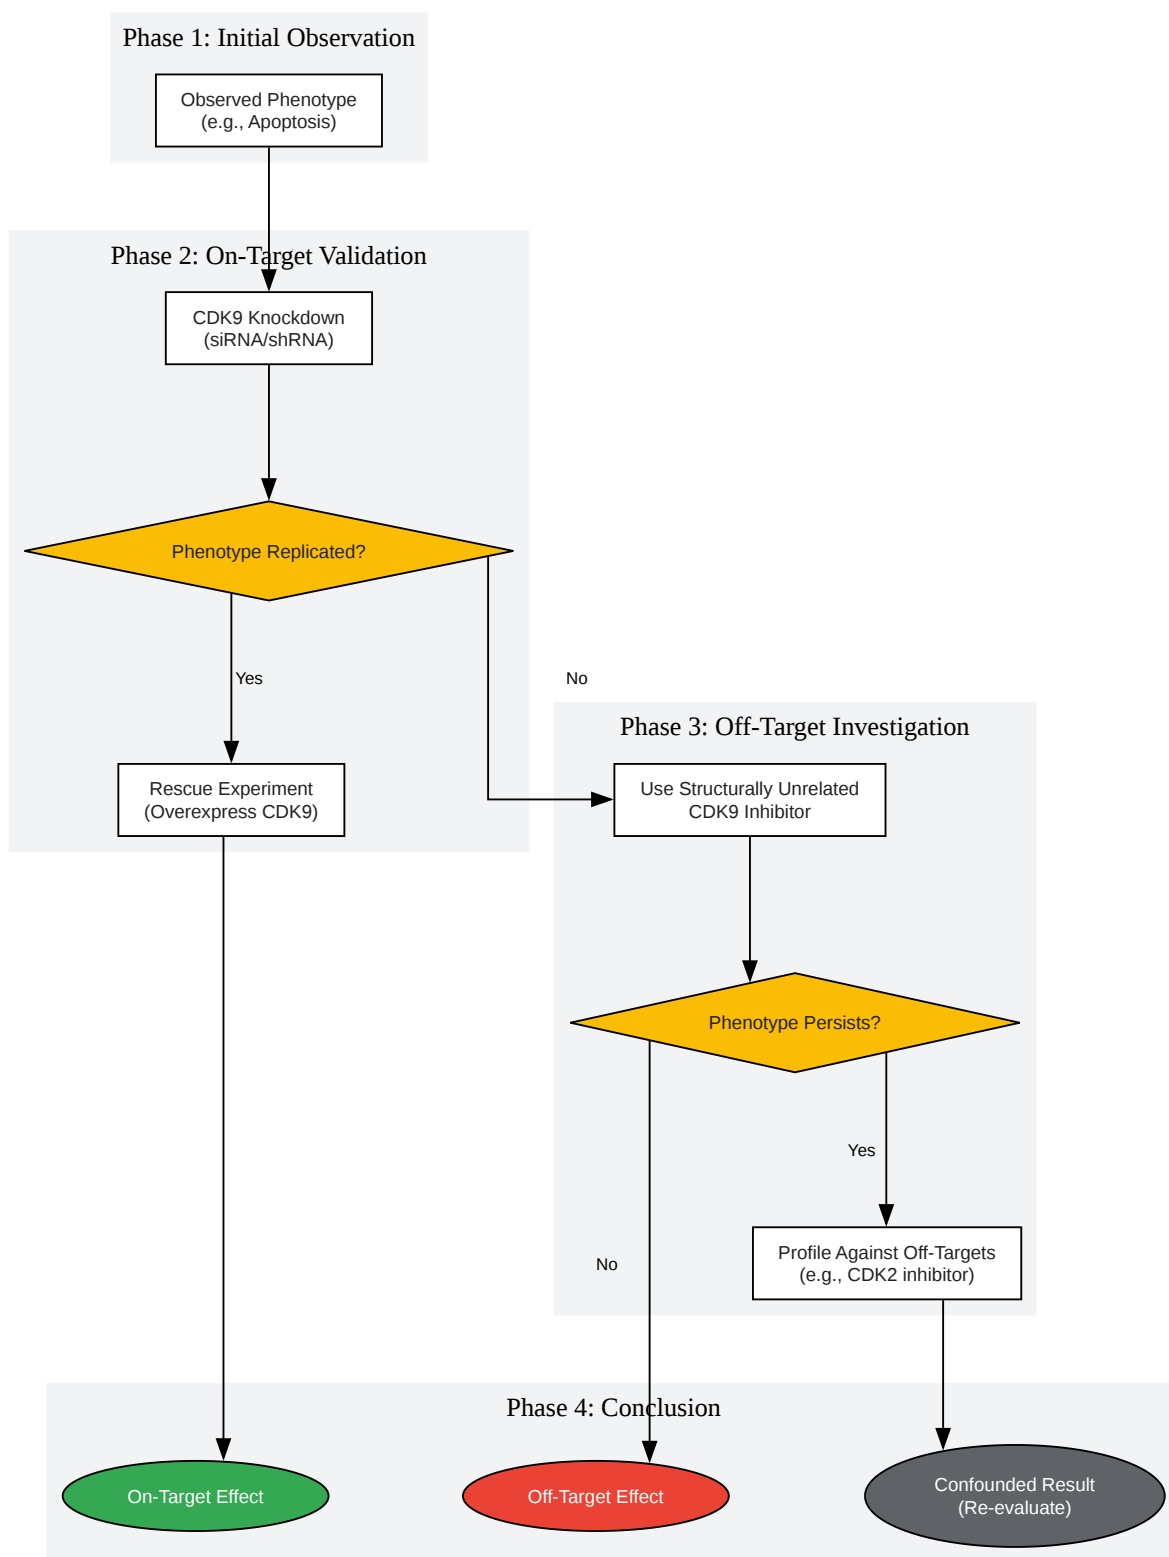 Phase 1: Initial Observation
Observed Phenotype
(e.g., Apoptosis)
Phase 2: On-Target Validation
CDK9 Knockdown
(siRNA/shRNA)
Phenotype Replicated?
Yes
No
Phase 3: Off-Target Investigation
Rescue Experiment
(Overexpress CDK9)
Use Structurally Unrelated
CDK9 Inhibitor
Phenotype Persists?
Yes
No
Profile Against Off-Targets
(e.g., CDK2 inhibitor)
Phase 4: Conclusion
On-Target Effect
Off-Target Effect
Confounded Result
(Re-evaluate)